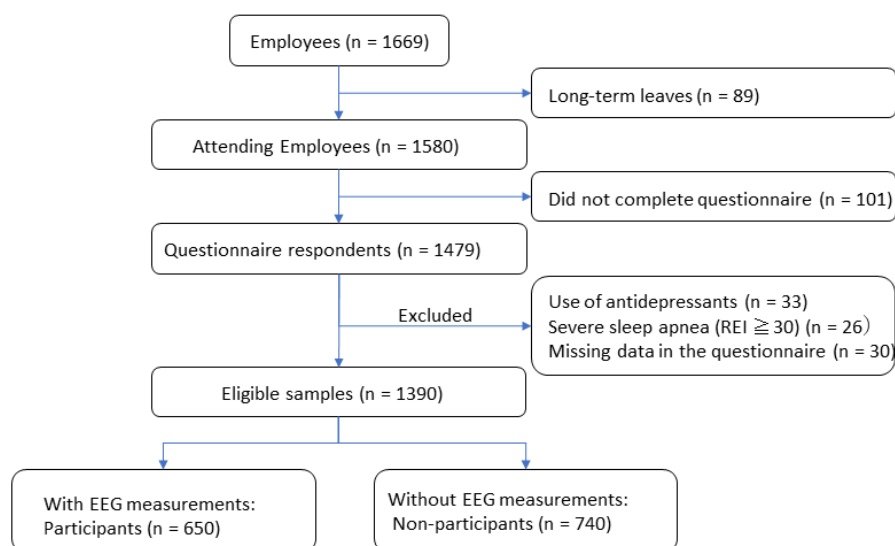 Employees (n = 1669)
Long-term leaves (n = 89)
Attending Employees (n = 1580)
Did not complete questionnaire (n = 101)
Questionnaire respondents (n = 1479)
Excluded
Use of antidepressants (n = 33)
Severe sleep apnea (REI ≧ 30) (n = 26）
Missing data in the questionnaire (n = 30)
Eligible samples (n = 1390)
With EEG measurements:
Participants (n = 650)
Without EEG measurements:
Non-participants (n = 740)